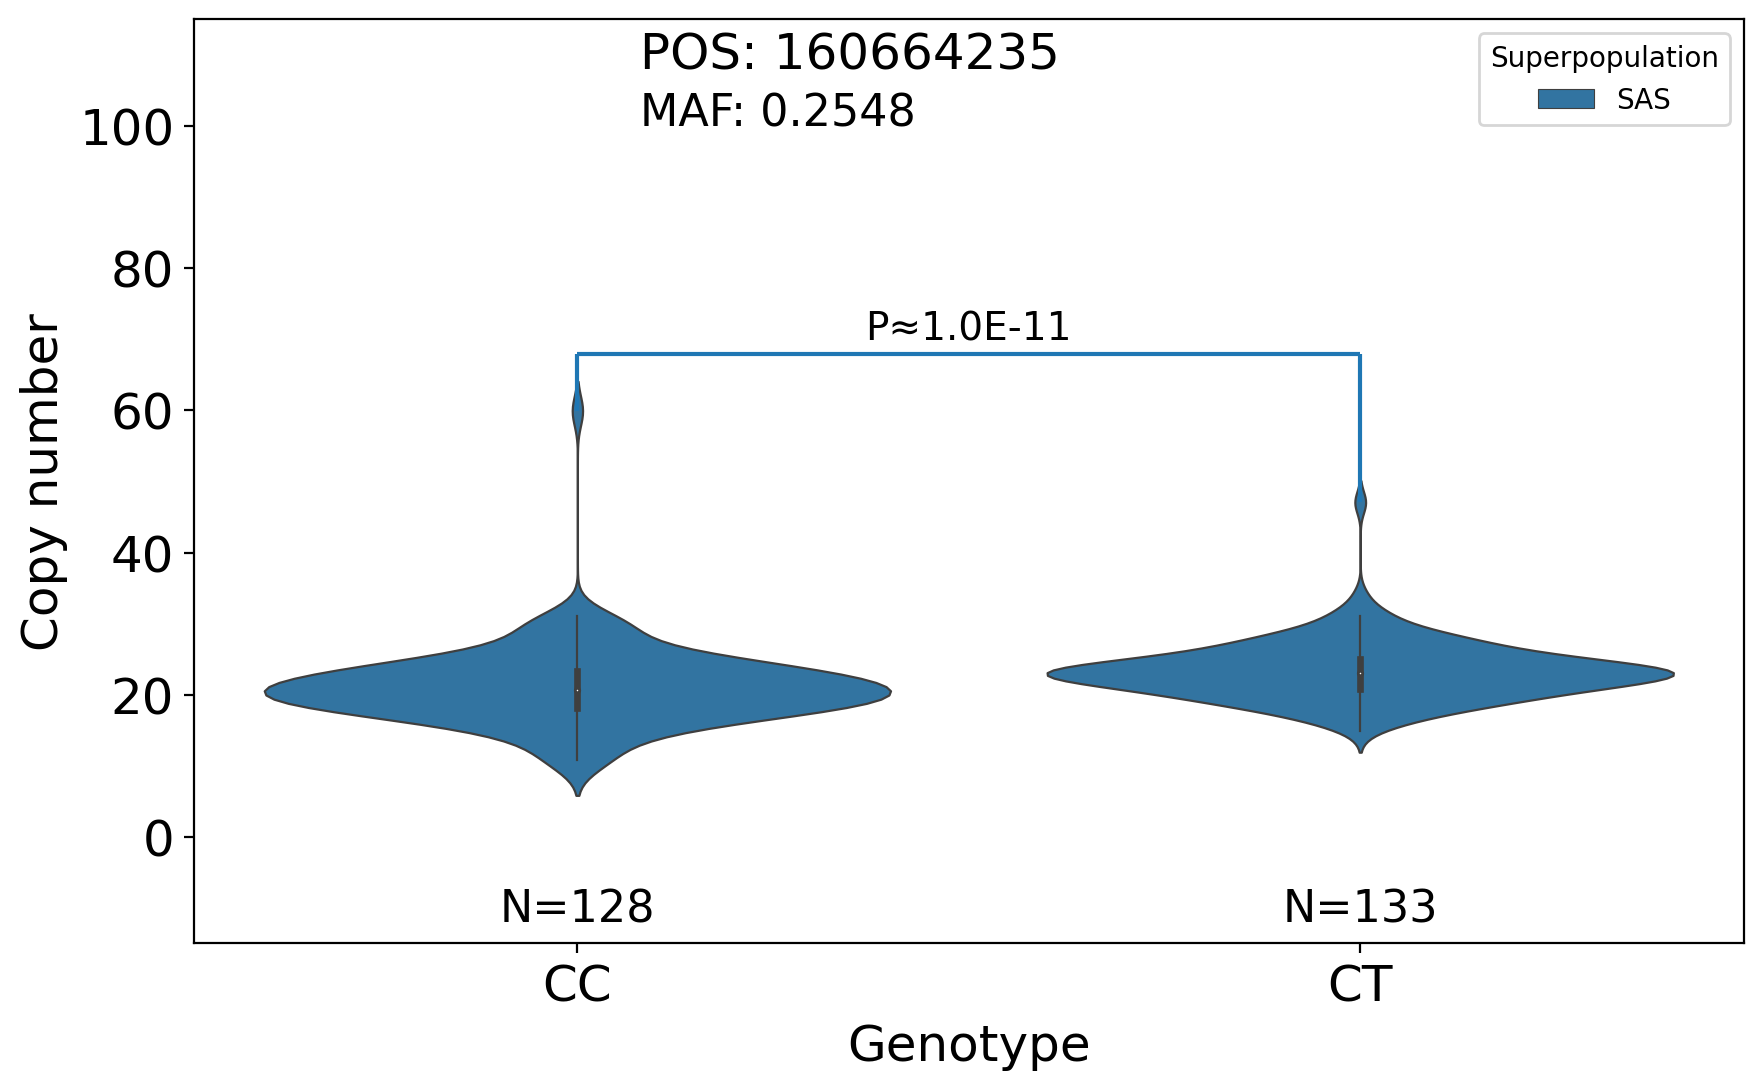 POS: 160664235
MAF: 0.2548
Superpopulation
SAS
100
80
60
40
20
0
Copy number
P≈1.0E-11
N=128
N=133
CC
CT
Genotype